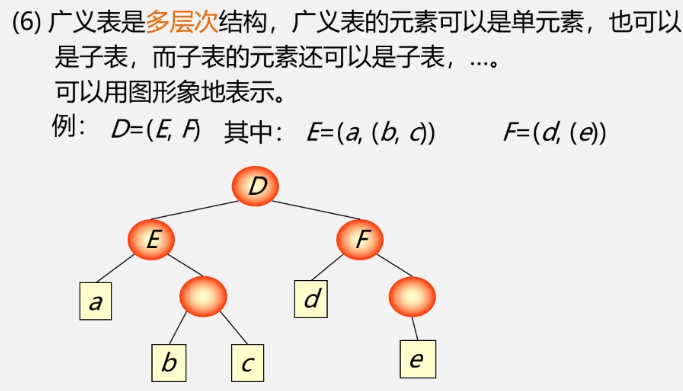 (6) 广义表是多层次结构，广义表的元素可以是单元素，也可以
是子表，而子表的元素还可以是子表，…。
可以用图形象地表示。
例： D=(E, F) 其中： E=(a, (b, c)) F=(d, (e))
D
E
F
a
d
b
c
e